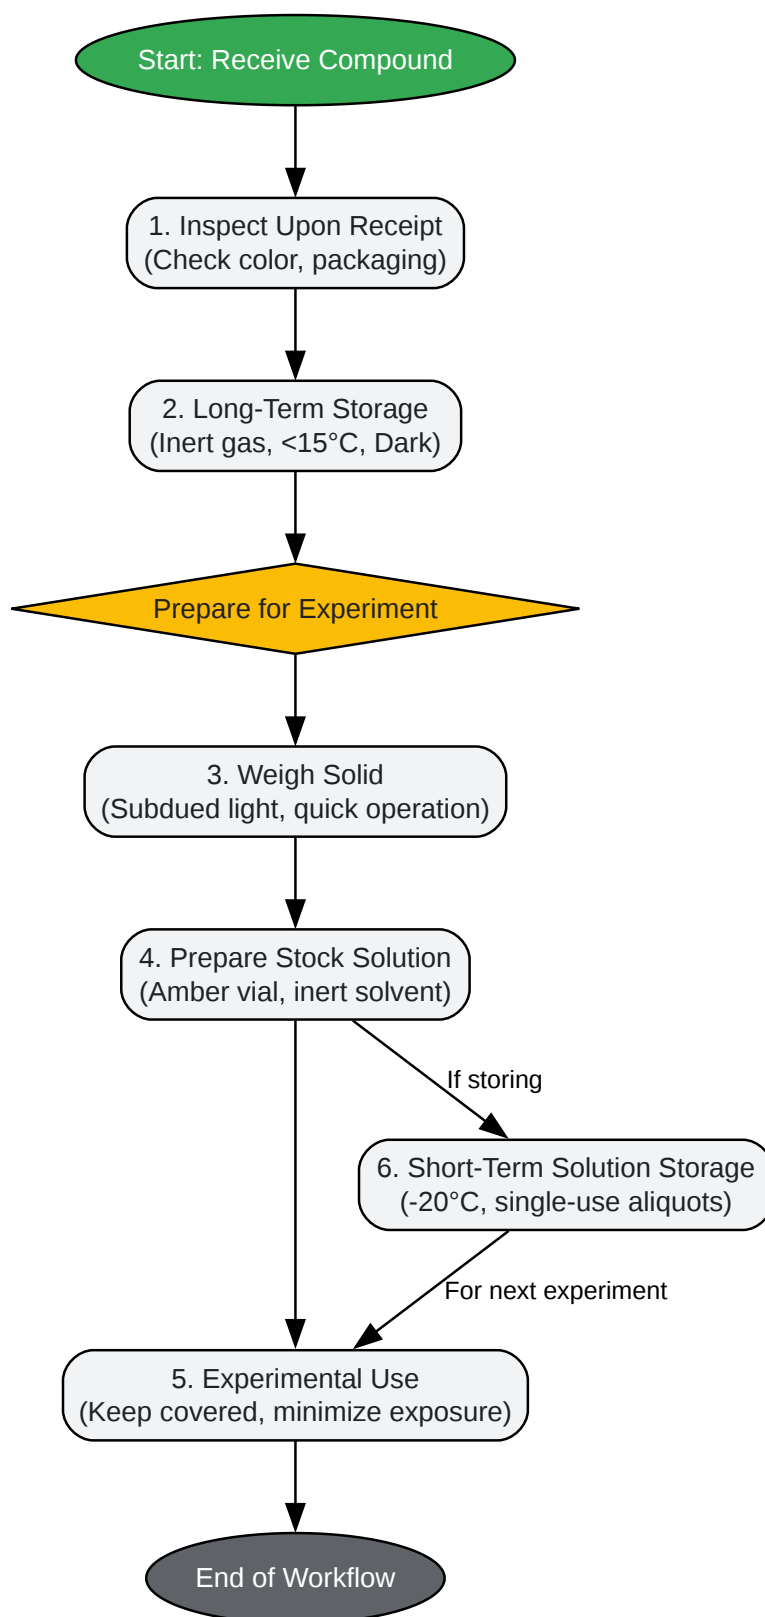 Start: Receive Compound
1. Inspect Upon Receipt
(Check color, packaging)
2. Long-Term Storage
(Inert gas, <15°C, Dark)
Prepare for Experiment
3. Weigh Solid
(Subdued light, quick operation)
4. Prepare Stock Solution
(Amber vial, inert solvent)
If storing
6. Short-Term Solution Storage
(-20°C, single-use aliquots)
For next experiment
5. Experimental Use
(Keep covered, minimize exposure)
End of Workflow